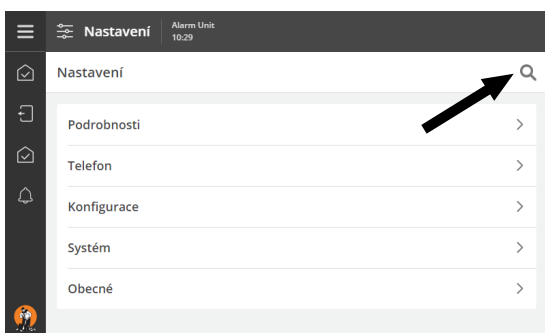 Nastavení
Alarm Unit
10:29
Nastavení
Podrobnosti
Telefon
Konfigurace
Systém
Obecné